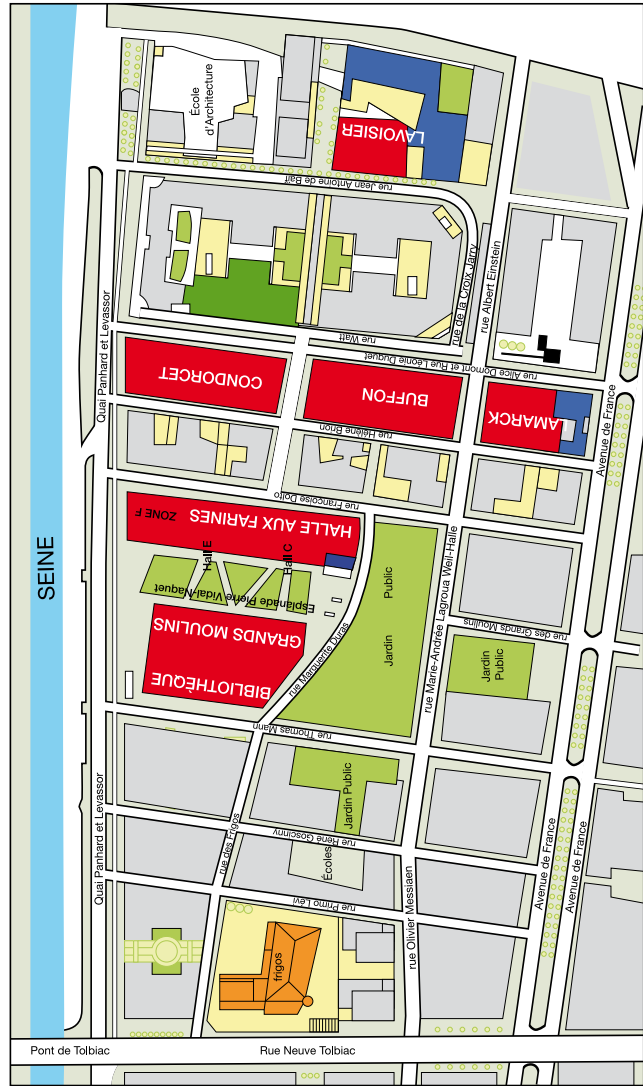 École
d'Architecture
LAVOISIER
rue Jean Antoine de Baïf
rue de la Croix Jarry
rue Albert Einstein
Quai Panhard et Levassor
rue Watt
rue Alice Domont et Rue Léonie Duquet
CONDORCET
BUFFON
LAMARCK
Avenue de France
rue Hélène Brion
rue Françoise Dolto
SEINE
ZONE F
HALLE AUX FARINES
Hall E
Hall C
Esplanade Pierre Vidal-Naquet
GRANDS MOULINS
BIBLIOTHÈQUE
rue Marguerite Duras
Jardin Public
rue Marie-Andrée Lagroua Weil-Halle
rue des Grands Moulins
Jardin
Public
rue Thomas Mann
Quai Panhard et Levassor
rue des Frigos
Jardin Public
rue René Goscinny
Écoles
rue Primo Lévi
rue Olivier Messiaen
Avenue de France
Avenue de France
frigos
Pont de Tolbiac
Rue Neuve Tolbiac